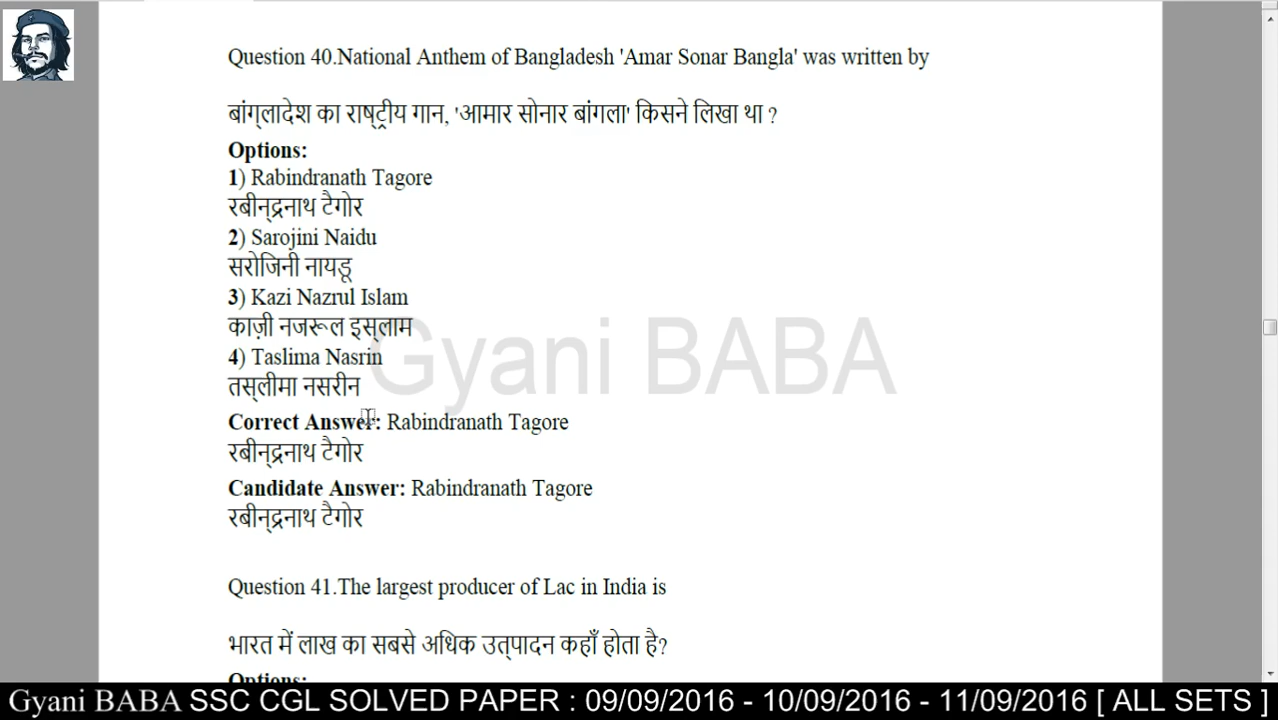 Question 40.National Anthem of Bangladesh 'Amar Sonar Bangla' was written by
बांग्लादेश का राष्ट्रीय गान, 'आमार सोनार बांगला' किसने लिखा था ?
Options:
1) Rabindranath Tagore
रबीन्द्रनाथ टैगोर
2) Sarojini Naidu
सरोजिनी नायडू
3) Kazi Nazrul Islam
काज़ी नजरूल इस्लाम
4) Taslima Nasrin
तस्लीमा नसरीन
Gyani BABA
Correct Answer: Rabindranath Tagore
रबीन्द्रनाथ टैगोर
Candidate Answer: Rabindranath Tagore
रबीन्द्रनाथ टैगोर
Question 41.The largest producer of Lac in India is
भारत में लाख का सबसे अधिक उत्पादन कहाँ होता है?
Options:
Gyani BABA SSC CGL SOLVED PAPER : 09/09/2016 - 10/09/2016 - 11/09/2016 [ ALL SETS ]